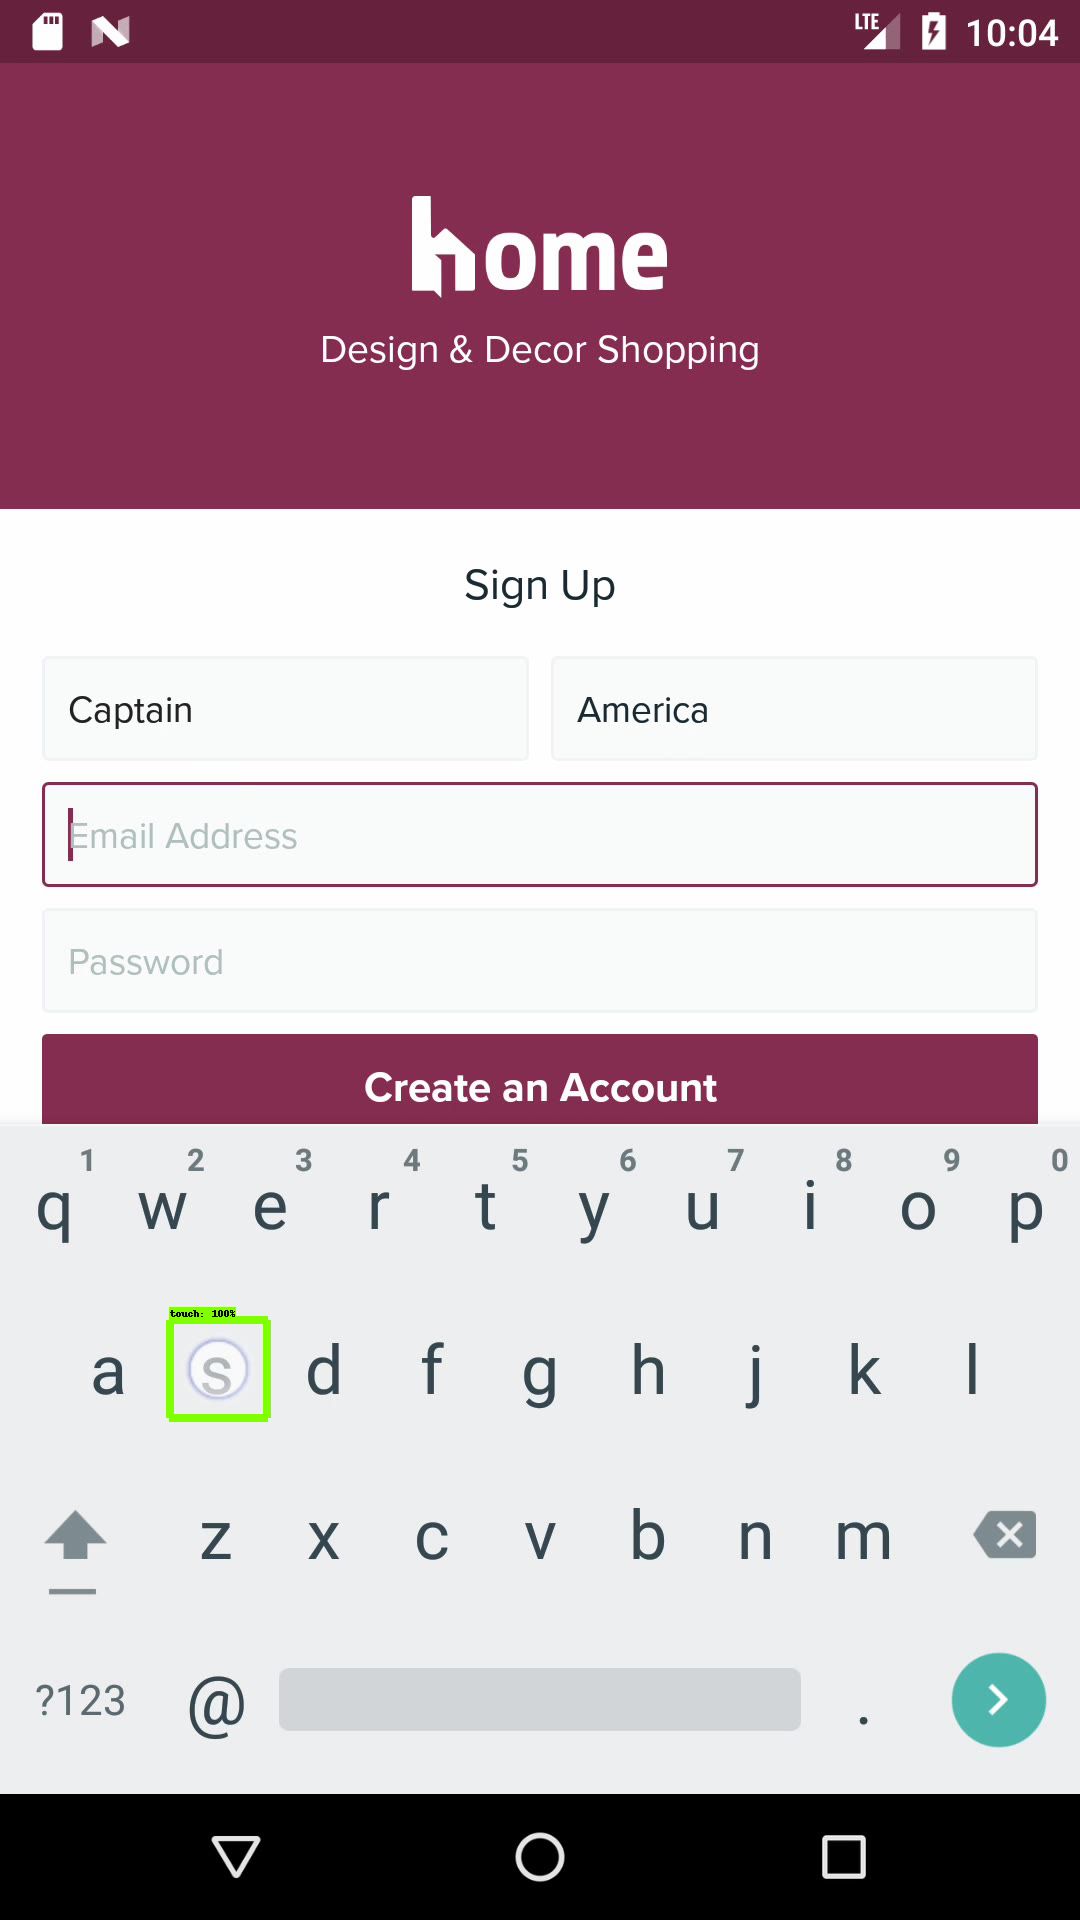 LTE 10:04
home
Design & Decor Shopping
Sign Up
Captain America
Email Address
Password
Create an Account
1 2 3 4 5 6 7 8 9 0
q w e r t y u i o p
touch: 100%
a s d f g h j k l
z x c v b n m
?123 @ .